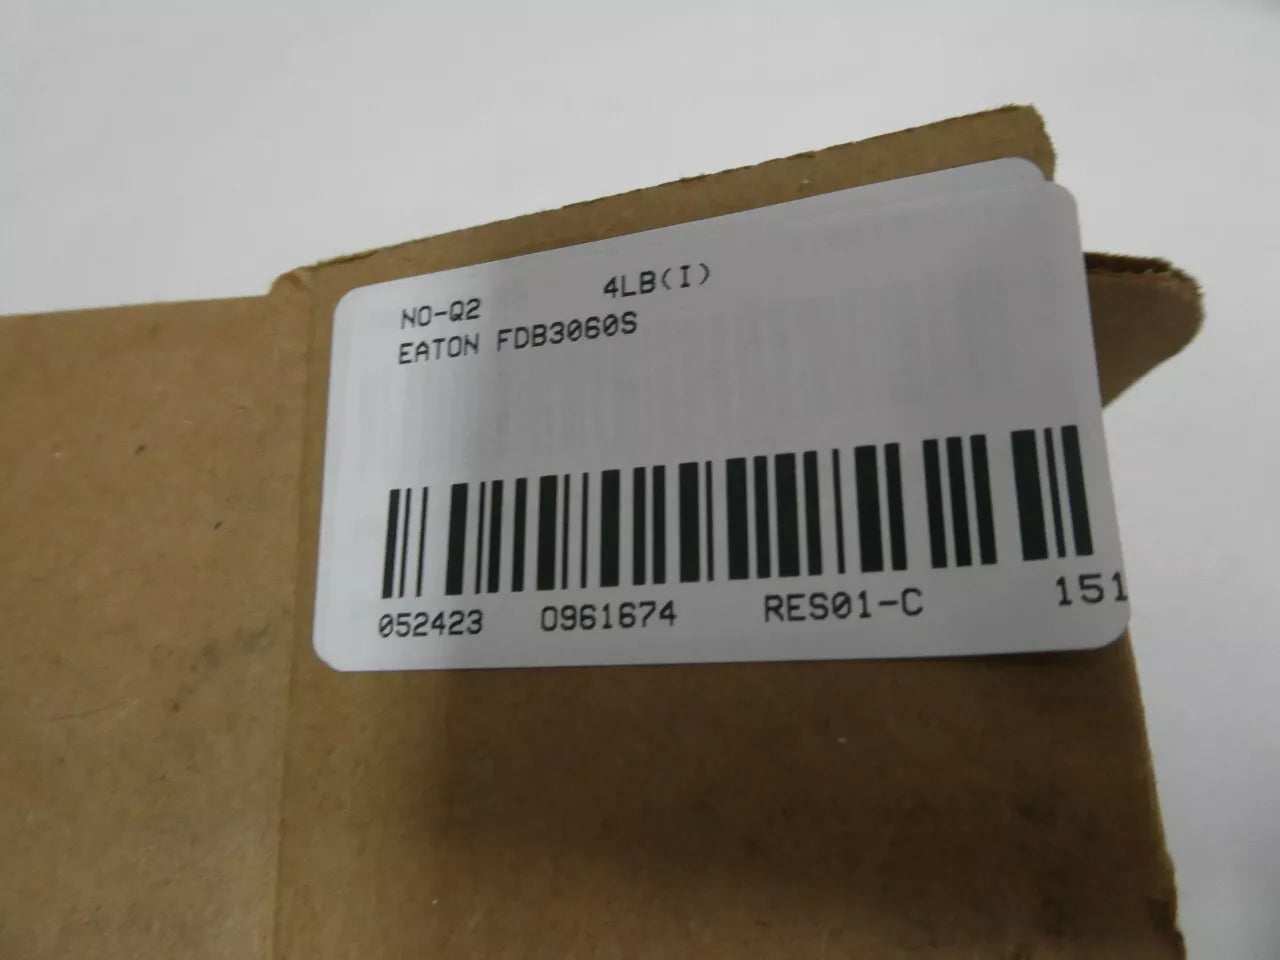 NO-Q2 4LB(I)
EATON FDB3060S
052423 0961674 RES01-C 151